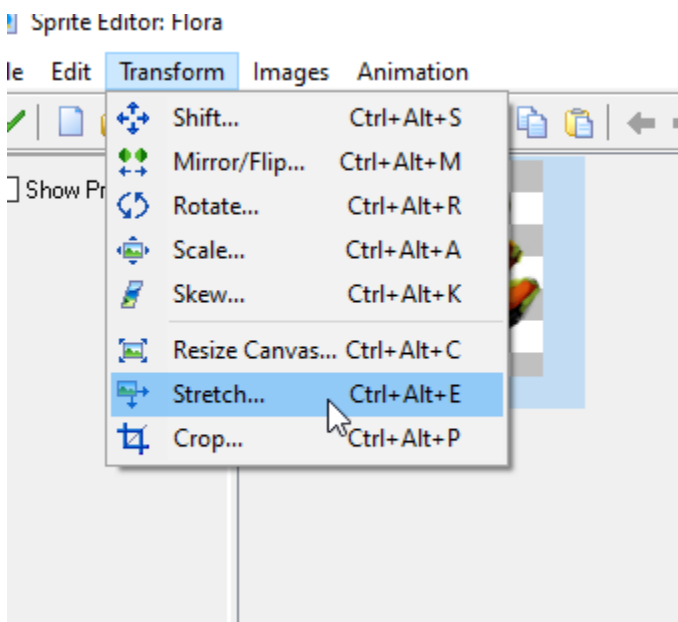 Sprite Editor: Flora
le Edit Transform Images Animation
Shift... Ctrl+Alt+S
Mirror/Flip... Ctrl+Alt+M
Show Pr
Rotate... Ctrl+Alt+R
Scale... Ctrl+Alt+A
Skew... Ctrl+Alt+K
Resize Canvas... Ctrl+Alt+C
Stretch... Ctrl+Alt+E
Crop... Ctrl+Alt+P